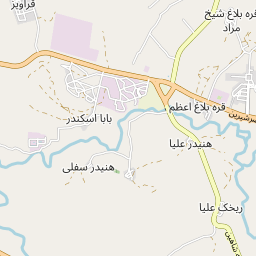 قراویز
قره بلاغ شیخ
مراد
قره بلاغ اعظم
بابا اسکندر
هنیدر علیا
هنیدر سفلی
ریخک علیا